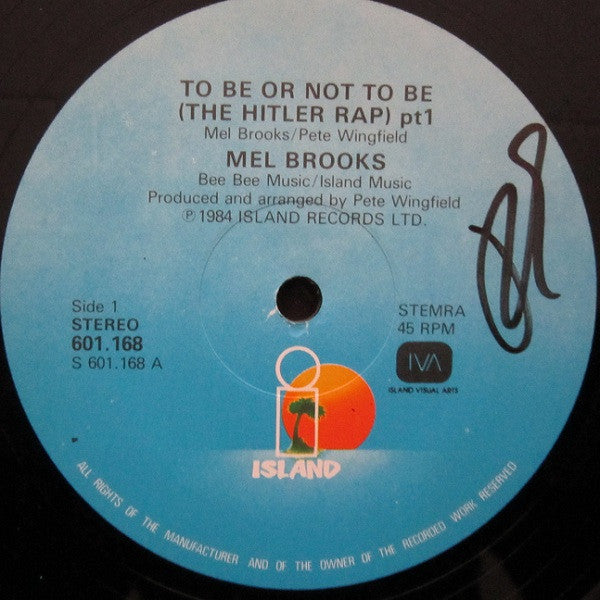 TO BE OR NOT TO BE
(THE HITLER RAP) pt1
Mel Brooks/Pete Wingfield
MEL BROOKS
Bee Bee Music/Island Music
Produced and arranged by Pete Wingfield
℗ 1984 ISLAND RECORDS LTD.
Side 1
STEREO
601.168
S 601.168 A
STEMRA
45 RPM
IVA
ISLAND VISUAL ARTS
i
ISLAND
ALL RIGHTS OF THE MANUFACTURER AND OF THE OWNER OF THE RECORDED WORK RESERVED